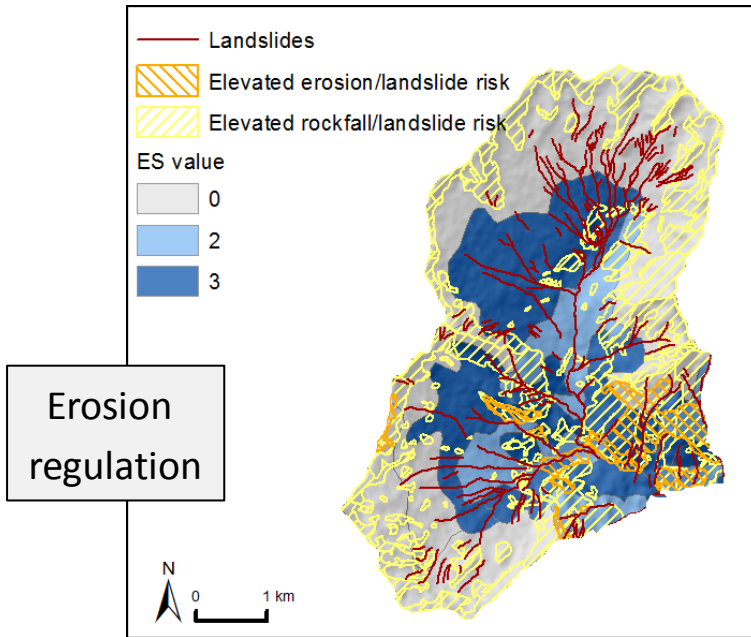 Landslides
Elevated erosion/landslide risk
Elevated rockfall/landslide risk
ES value
0
2
3
Erosion
regulation
N
0 1 km